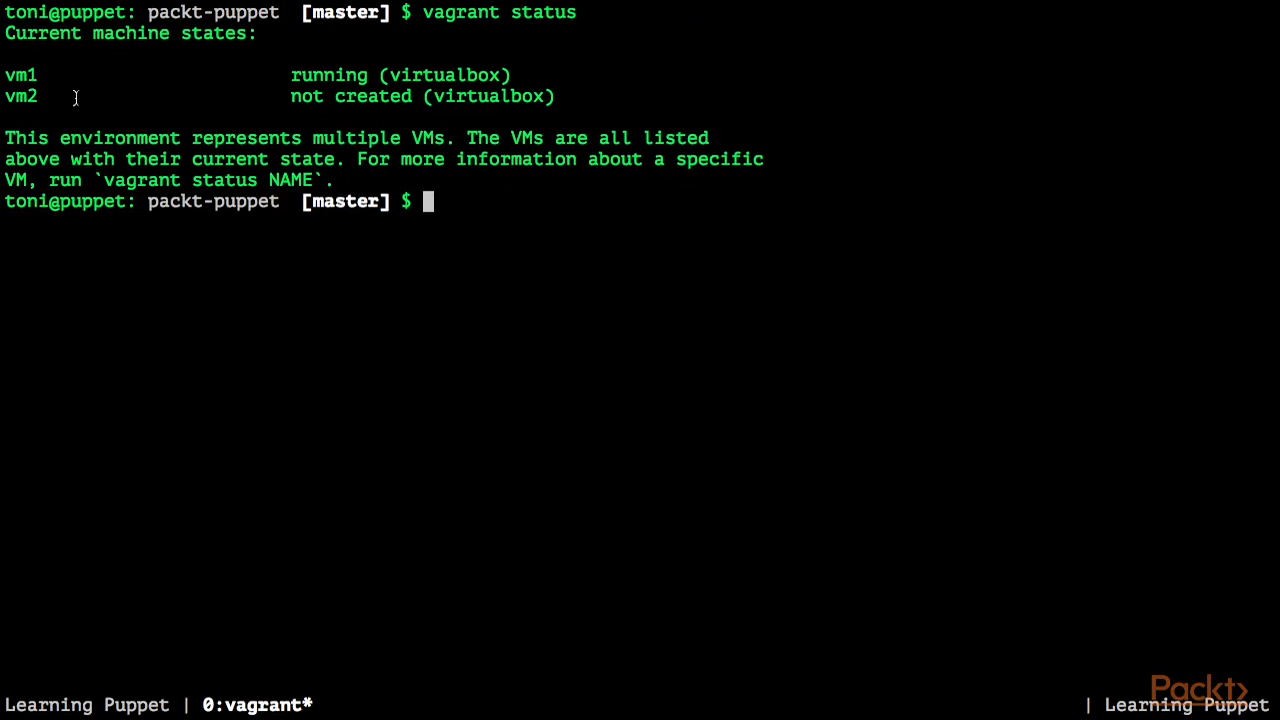 toni@puppet: packt-puppet  [master] $ vagrant status
Current machine states:
vm1                       running (virtualbox)
vm2                       not created (virtualbox)
This environment represents multiple VMs. The VMs are all listed
above with their current state. For more information about a specific
VM, run `vagrant status NAME`.
toni@puppet: packt-puppet  [master] $
Packt>
Learning Puppet | 0:vagrant* | Learning Puppet